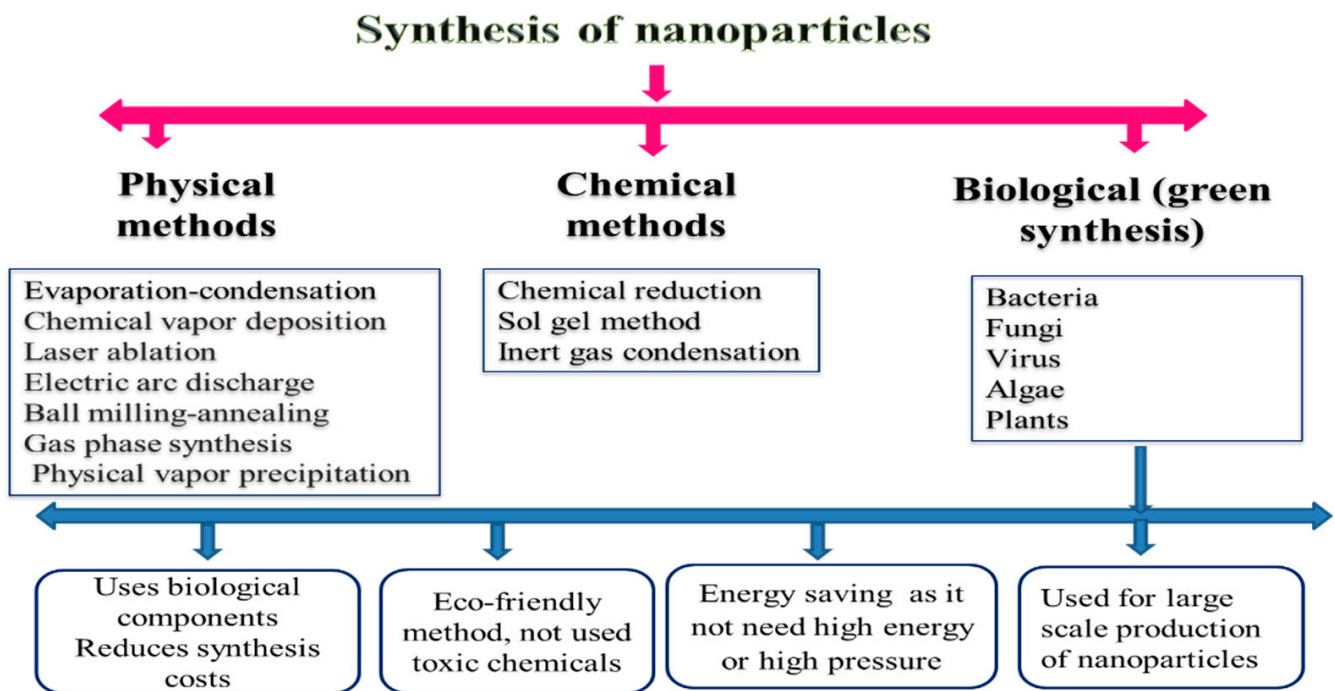 Synthesis of nanoparticles
Physical
methods
Chemical
methods
Biological (green
synthesis)
Evaporation-condensation
Chemical vapor deposition
Laser ablation
Electric arc discharge
Ball milling-annealing
Gas phase synthesis
Physical vapor precipitation
Chemical reduction
Sol gel method
Inert gas condensation
Bacteria
Fungi
Virus
Algae
Plants
Uses biological
components
Reduces synthesis
costs
Eco-friendly
method, not used
toxic chemicals
Energy saving as it
not need high energy
or high pressure
Used for large
scale production
of nanoparticles